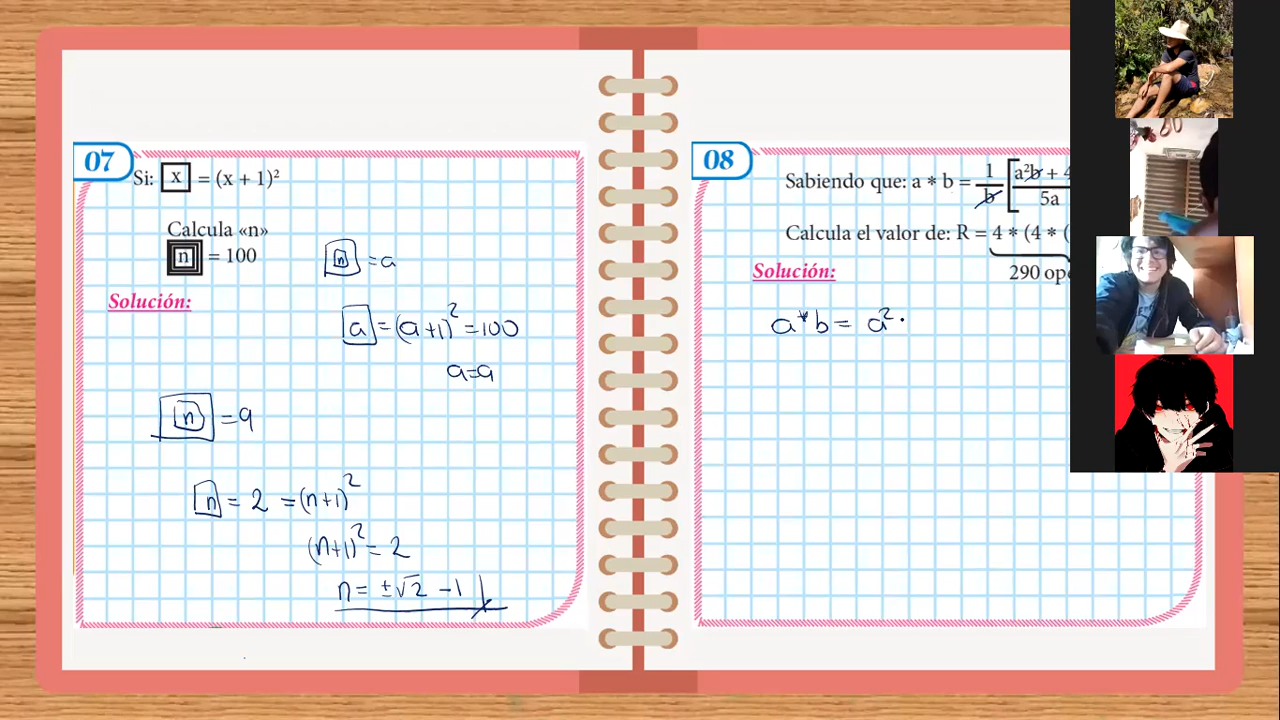 07
Si: x = (x + 1)²
Calcula «n»
n = 100
Solución:
n = a
a = (a+1)² = 100
a=9
n = 9
n = 2 = (n+1)²
(n+1)² = 2
n = ±√2 -1
08
Sabiendo que: a * b = 1/b [a²b + 4 / 5a
Calcula el valor de: R = 4 * (4 * (
290 ope
Solución:
a*b = a² ·